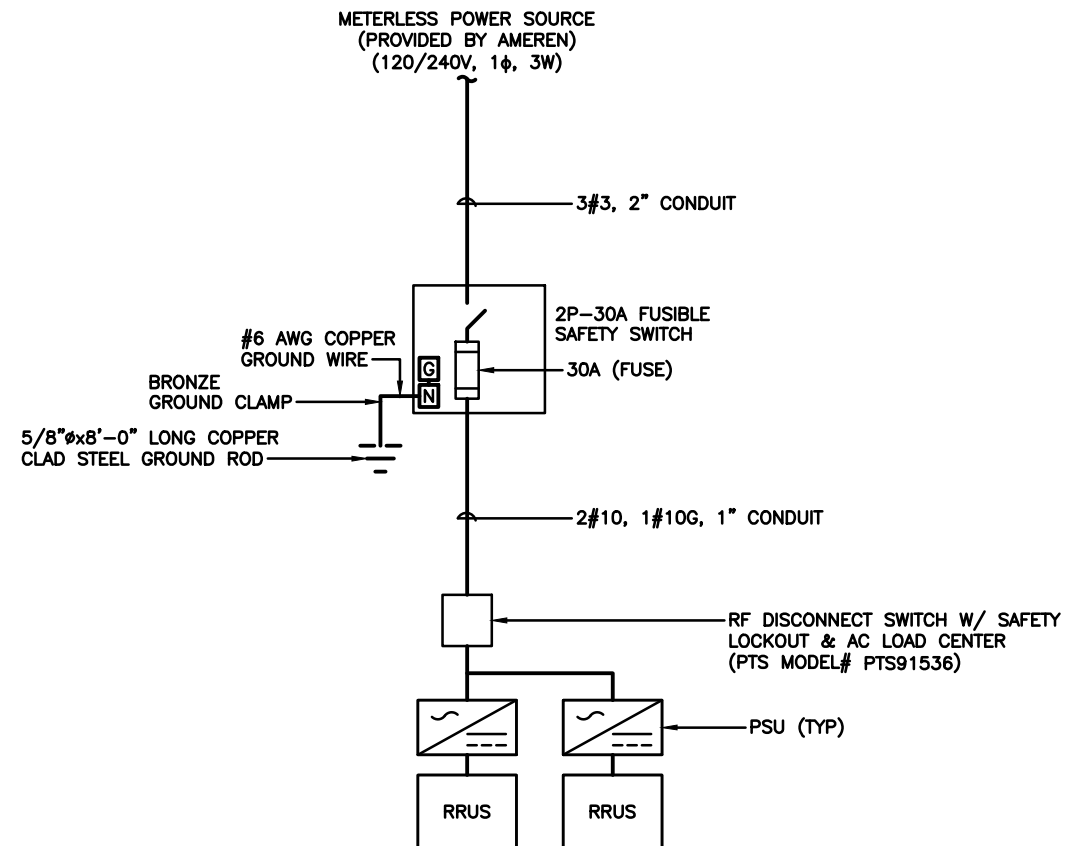 METERLESS POWER SOURCE
(PROVIDED BY AMEREN)
(120/240V, 1ϕ, 3W)
3#3, 2" CONDUIT
2P-30A FUSIBLE
SAFETY SWITCH
#6 AWG COPPER
GROUND WIRE
G
30A (FUSE)
BRONZE
GROUND CLAMP
N
5/8"øx8'-0" LONG COPPER
CLAD STEEL GROUND ROD
2#10, 1#10G, 1" CONDUIT
RF DISCONNECT SWITCH W/ SAFETY
LOCKOUT & AC LOAD CENTER
(PTS MODEL# PTS91536)
PSU (TYP)
RRUS
RRUS